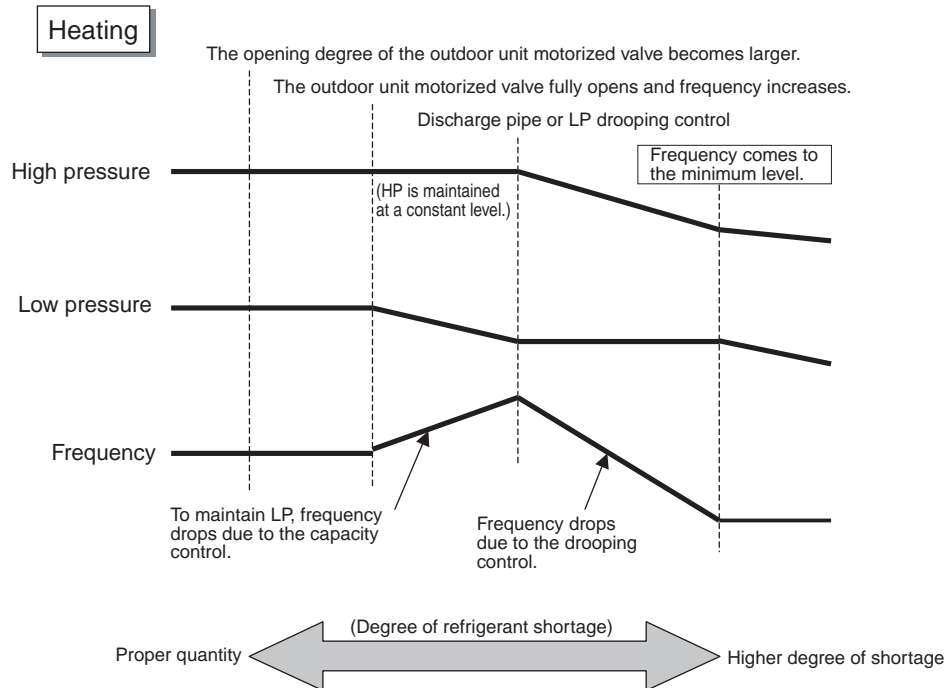 Heating
The opening degree of the outdoor unit motorized valve becomes larger.
The outdoor unit motorized valve fully opens and frequency increases.
Discharge pipe or LP drooping control
Frequency comes to
the minimum level.
High pressure
(HP is maintained
at a constant level.)
Low pressure
Frequency
To maintain LP, frequency
drops due to the capacity
control.
Frequency drops
due to the drooping
control.
(Degree of refrigerant shortage)
Proper quantity
Higher degree of shortage